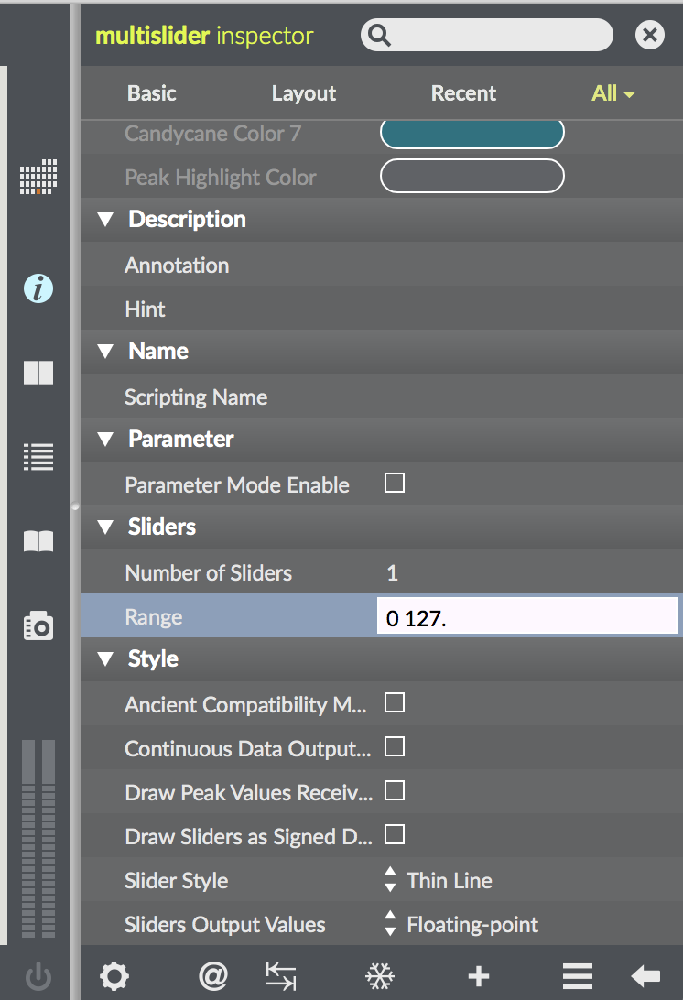 multislider inspector
Basic Layout Recent All
Candycane Color 7
Peak Highlight Color
Description
Annotation
Hint
Name
Scripting Name
Parameter
Parameter Mode Enable
Sliders
Number of Sliders 1
Range 0 127.
Style
Ancient Compatibility M...
Continuous Data Output...
Draw Peak Values Receiv...
Draw Sliders as Signed D...
Slider Style Thin Line
Sliders Output Values Floating-point